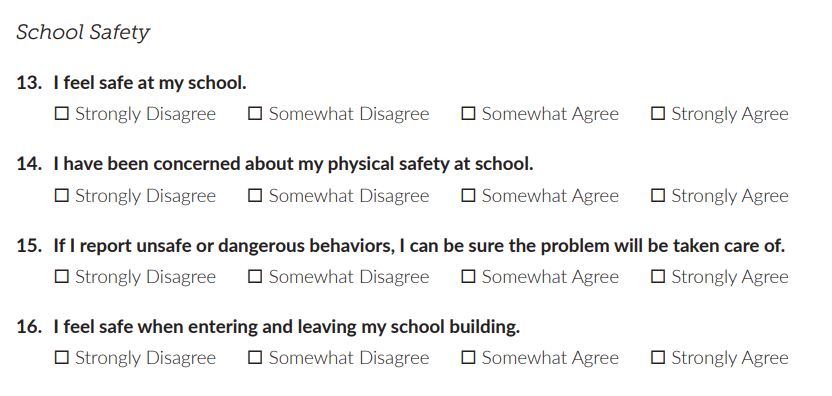 School Safety
13. I feel safe at my school.
☐ Strongly Disagree ☐ Somewhat Disagree ☐ Somewhat Agree ☐ Strongly Agree
14. I have been concerned about my physical safety at school.
☐ Strongly Disagree ☐ Somewhat Disagree ☐ Somewhat Agree ☐ Strongly Agree
15. If I report unsafe or dangerous behaviors, I can be sure the problem will be taken care of.
☐ Strongly Disagree ☐ Somewhat Disagree ☐ Somewhat Agree ☐ Strongly Agree
16. I feel safe when entering and leaving my school building.
☐ Strongly Disagree ☐ Somewhat Disagree ☐ Somewhat Agree ☐ Strongly Agree